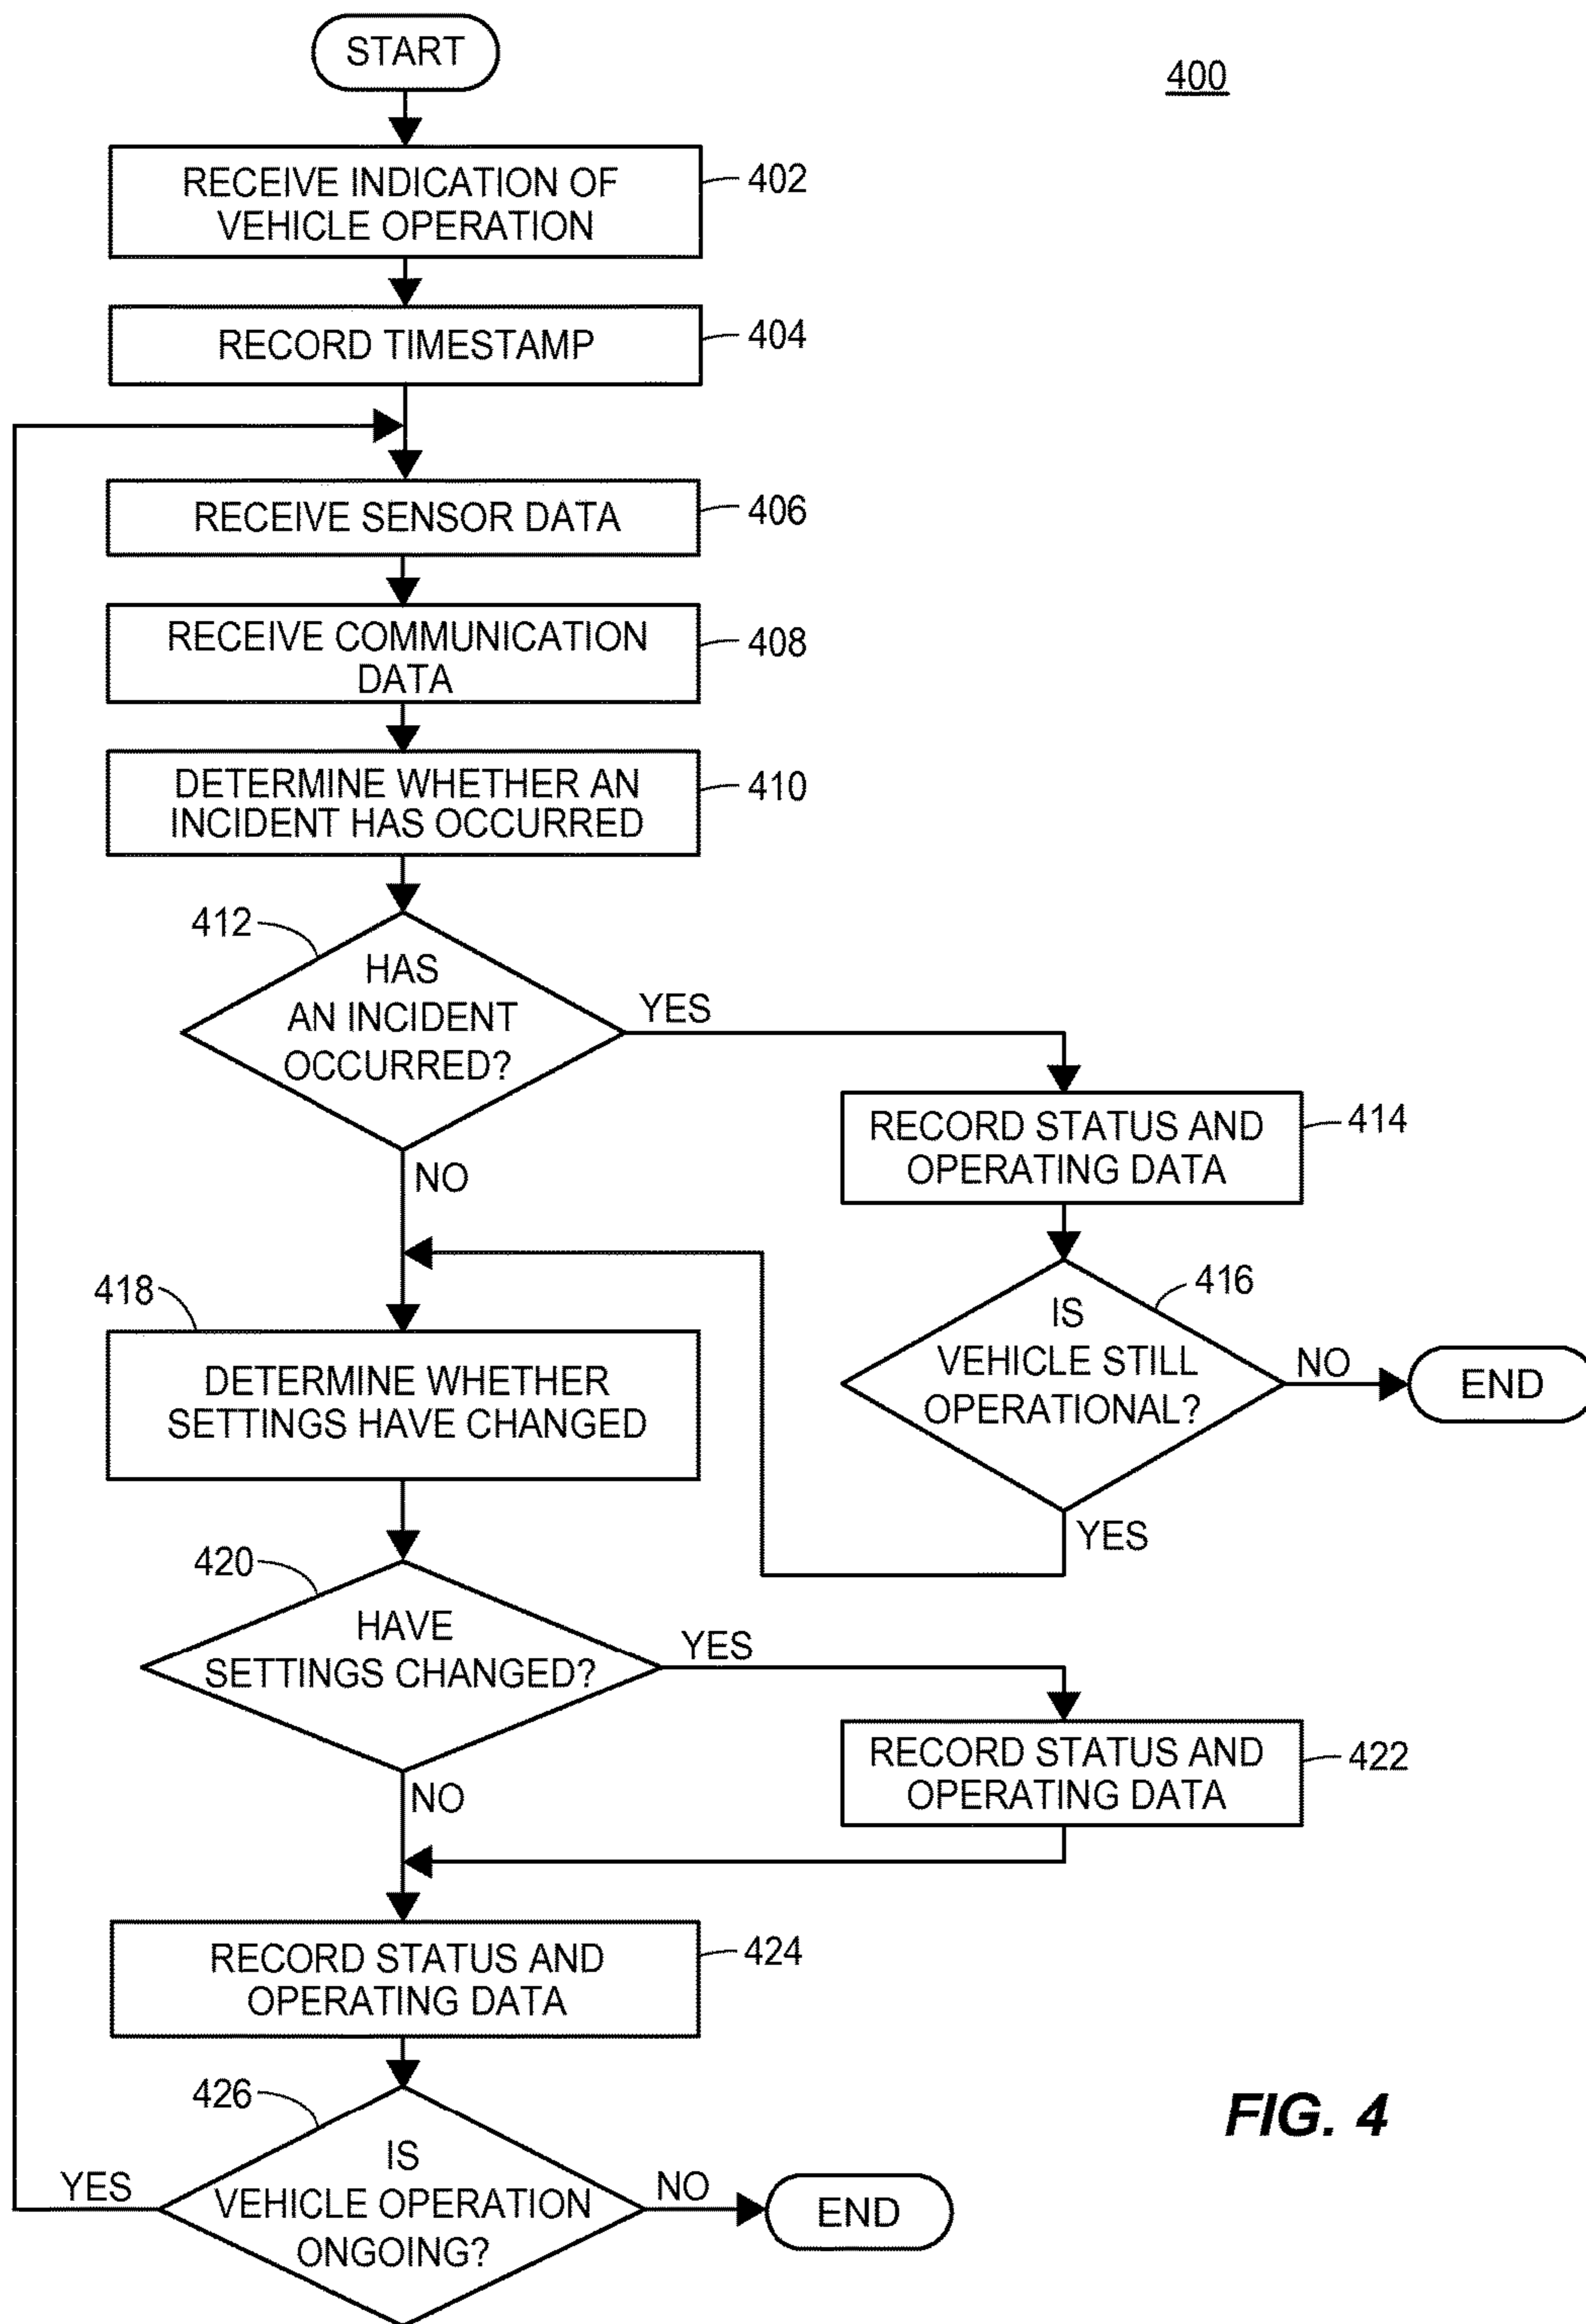 START
400
RECEIVE INDICATION OF
VEHICLE OPERATION
402
RECORD TIMESTAMP
404
RECEIVE SENSOR DATA
406
RECEIVE COMMUNICATION
DATA
408
DETERMINE WHETHER AN
INCIDENT HAS OCCURRED
410
412
HAS
AN INCIDENT
OCCURRED?
YES
NO
RECORD STATUS AND
OPERATING DATA
414
416
IS
VEHICLE STILL
OPERATIONAL?
NO
END
YES
418
DETERMINE WHETHER
SETTINGS HAVE CHANGED
420
HAVE
SETTINGS CHANGED?
YES
NO
RECORD STATUS AND
OPERATING DATA
422
RECORD STATUS AND
OPERATING DATA
424
426
IS
VEHICLE OPERATION
ONGOING?
YES
NO
END
FIG. 4